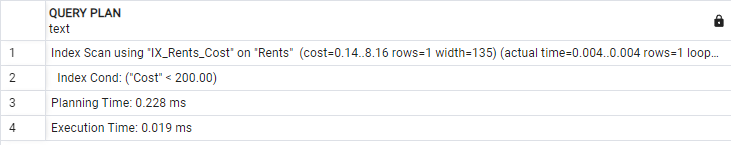 QUERY PLAN
text
1 Index Scan using "IX_Rents_Cost" on "Rents" (cost=0.14..8.16 rows=1 width=135) (actual time=0.004..0.004 rows=1 loop...
2 Index Cond: ("Cost" < 200.00)
3 Planning Time: 0.228 ms
4 Execution Time: 0.019 ms